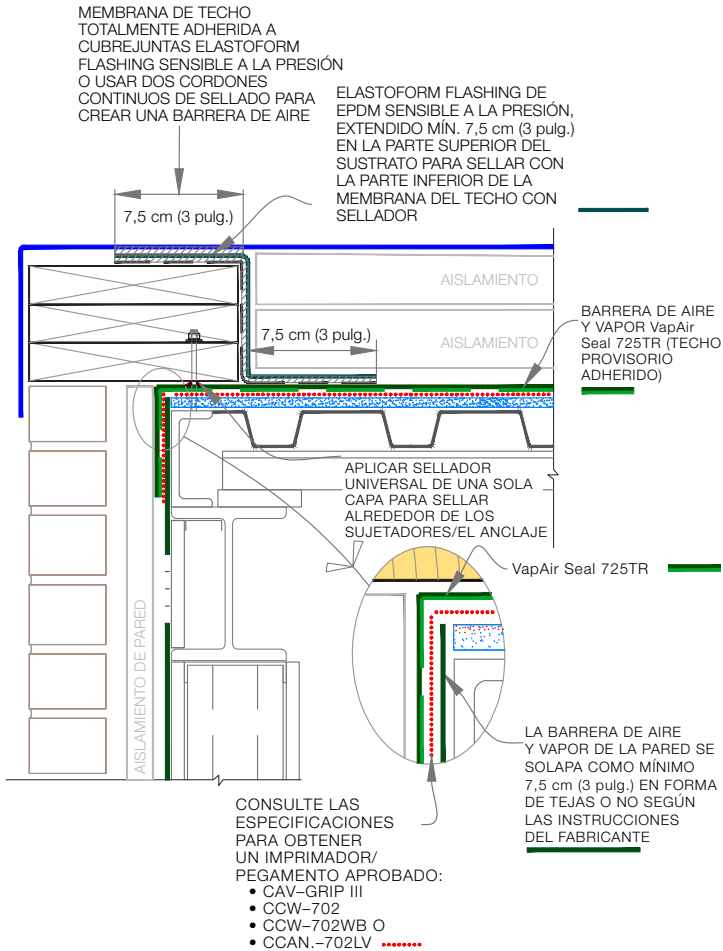 MEMBRANA DE TECHO
TOTALMENTE ADHERIDA A
CUBREJUNTAS ELASTOFORM
FLASHING SENSIBLE A LA PRESIÓN
O USAR DOS CORDONES
CONTINUOS DE SELLADO PARA
CREAR UNA BARRERA DE AIRE
ELASTOFORM FLASHING DE
EPDM SENSIBLE A LA PRESIÓN,
EXTENDIDO MÍN. 7,5 cm (3 pulg.)
EN LA PARTE SUPERIOR DEL
SUSTRATO PARA SELLAR CON
LA PARTE INFERIOR DE LA
MEMBRANA DEL TECHO CON
SELLADOR
7,5 cm (3 pulg.)
AISLAMIENTO
7,5 cm (3 pulg.)
AISLAMIENTO
BARRERA DE AIRE
Y VAPOR VapAir
Seal 725TR (TECHO
PROVISORIO
ADHERIDO)
APLICAR SELLADOR
UNIVERSAL DE UNA SOLA
CAPA PARA SELLAR
ALREDEDOR DE LOS
SUJETADORES/EL ANCLAJE
VapAir Seal 725TR
AISLAMIENTO DE PARED
LA BARRERA DE AIRE
Y VAPOR DE LA PARED SE
SOLAPA COMO MÍNIMO
7,5 cm (3 pulg.) EN FORMA
DE TEJAS O NO SEGÚN
LAS INSTRUCCIONES
DEL FABRICANTE
CONSULTE LAS
ESPECIFICACIONES
PARA OBTENER
UN IMPRIMADOR/
PEGAMENTO APROBADO:
• CAV–GRIP III
• CCW–702
• CCW–702WB O
• CCAN.–702LV